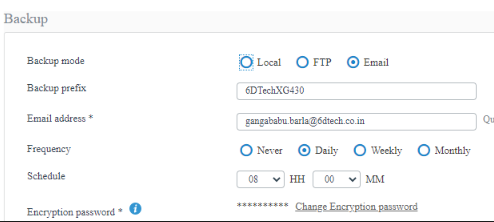 Backup
Backup mode Local FTP Email
Backup prefix 6DTechXG430
Email address * gangababu.barla@6dtech.co.in Qu
Frequency Never Daily Weekly Monthly
Schedule 08 HH 00 MM
Encryption password * i ********** Change Encryption password